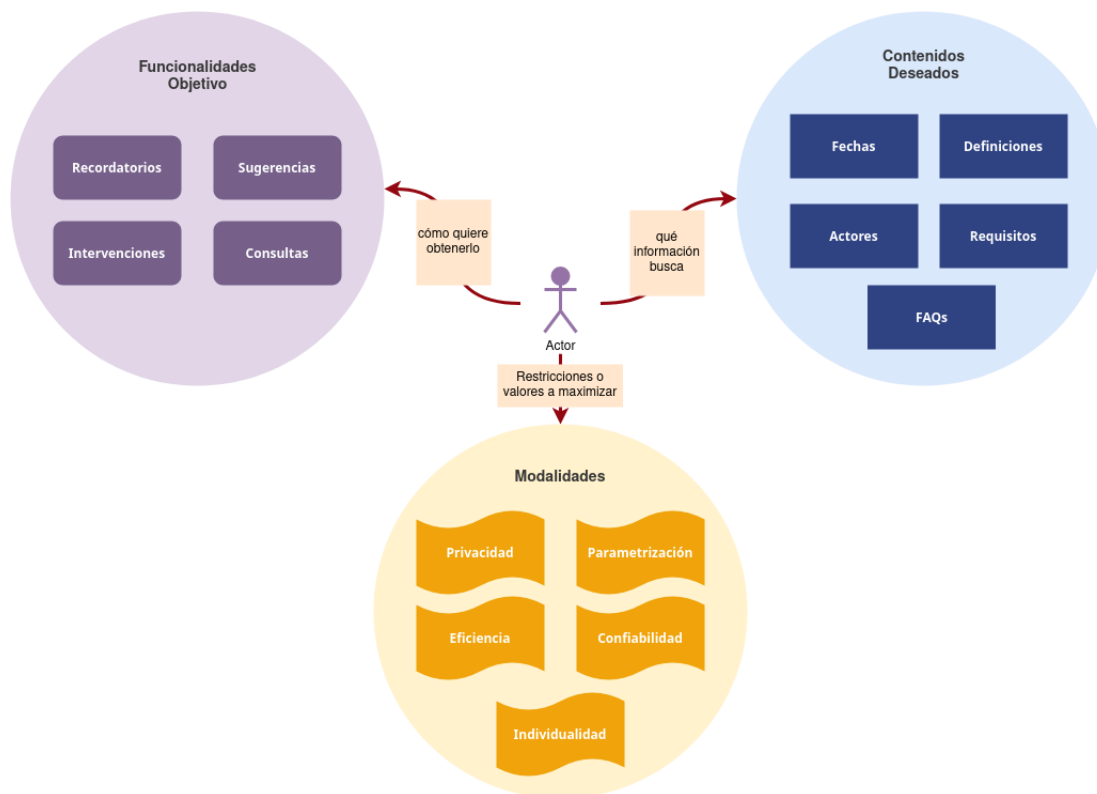 Funcionalidades
Objetivo
Recordatorios
Sugerencias
Intervenciones
Consultas
Contenidos
Deseados
Fechas
Definiciones
Actores
Requisitos
FAQs
cómo quiere
obtenerlo
qué
información
busca
Actor
Restricciones o
valores a maximizar
Modalidades
Privacidad
Parametrización
Eficiencia
Confiabilidad
Individualidad